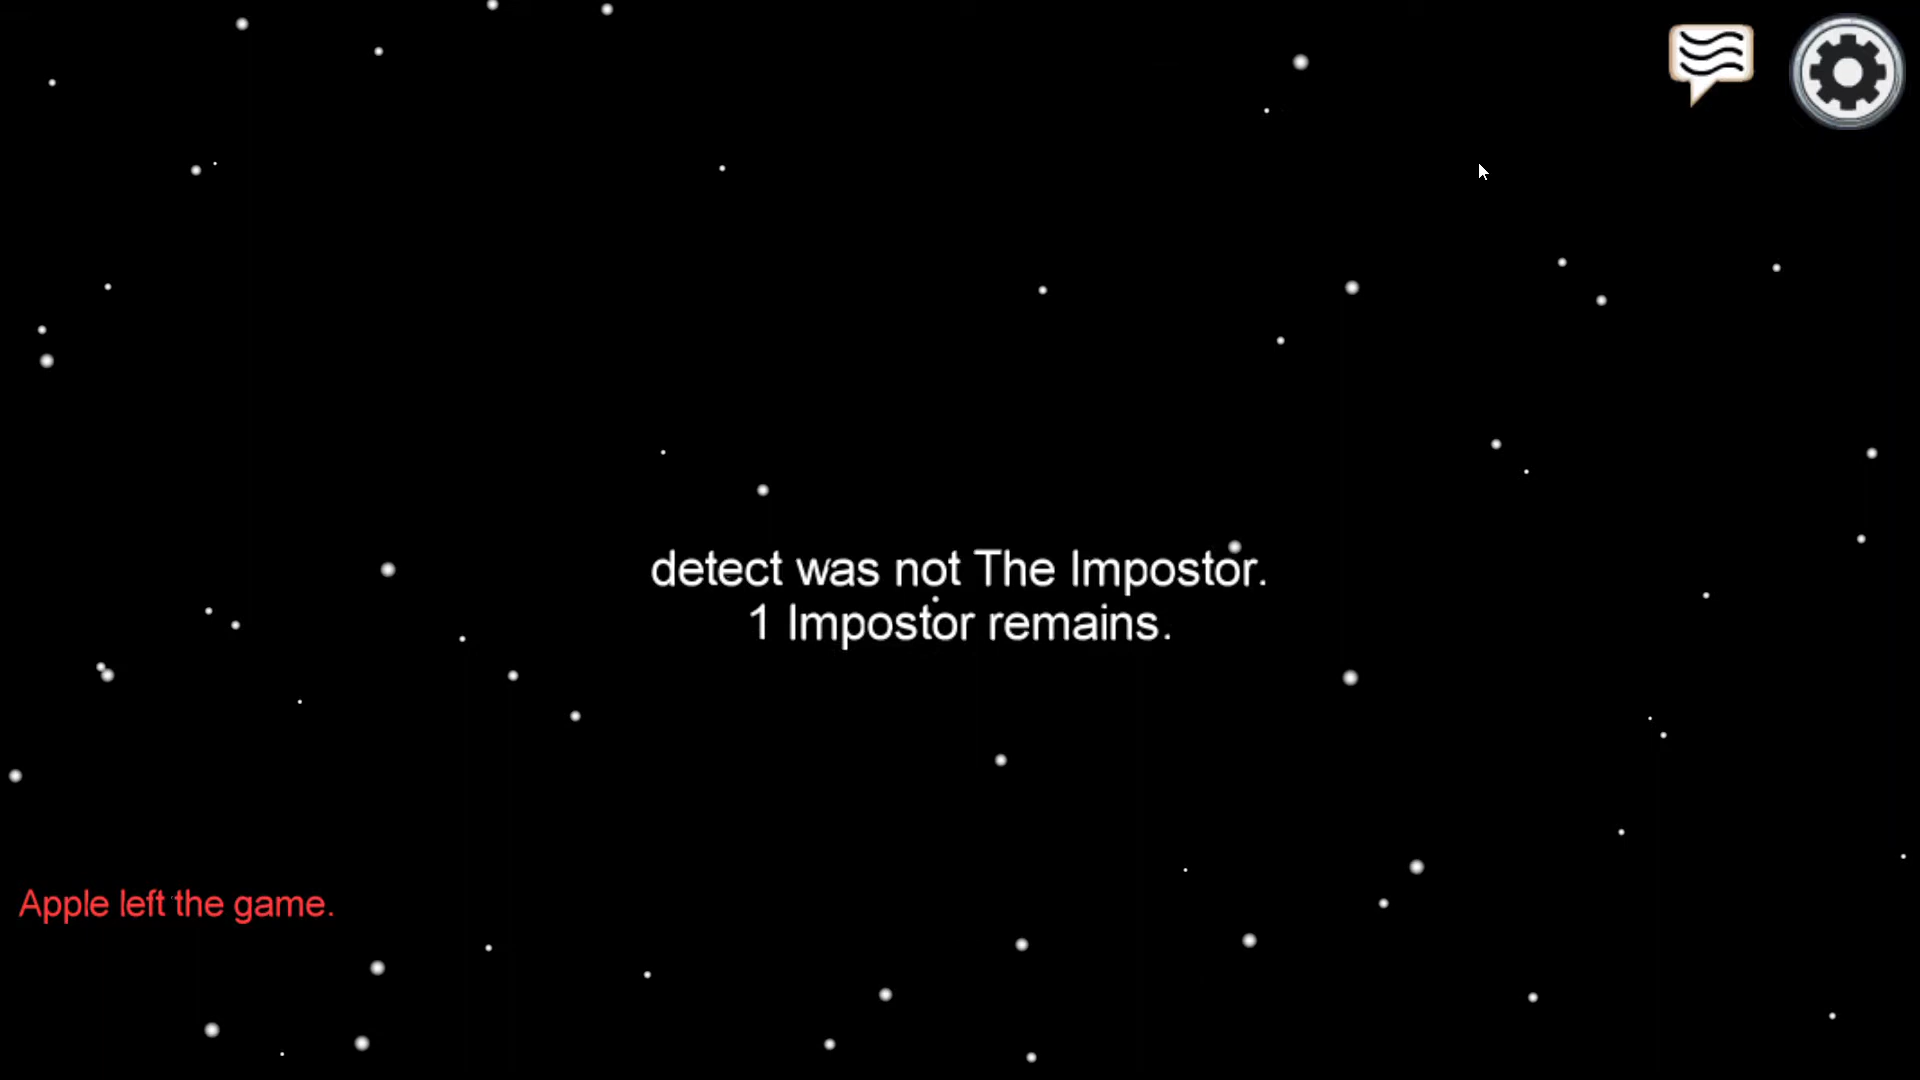 detect was not The Impostor.
1 Impostor remains.
Apple left the game.